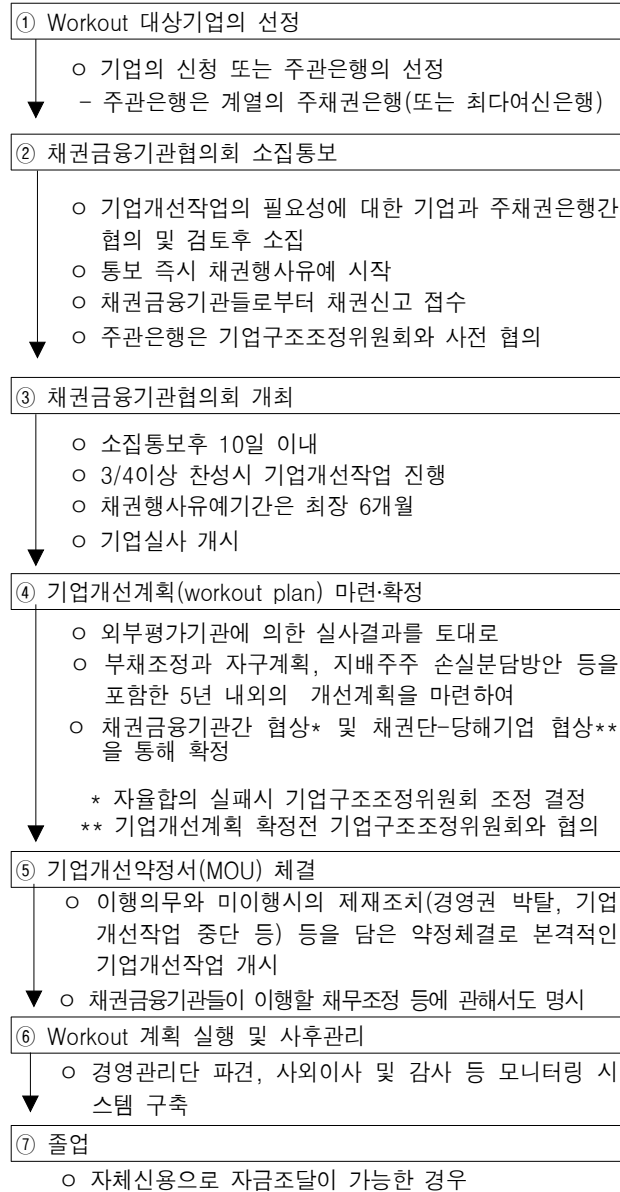 ① Workout 대상기업의 선정
ㅇ 기업의 신청 또는 주관은행의 선정
- 주관은행은 계열의 주채권은행(또는 최다여신은행)
② 채권금융기관협의회 소집통보
ㅇ 기업개선작업의 필요성에 대한 기업과 주채권은행간
협의 및 검토후 소집
ㅇ 통보 즉시 채권행사유예 시작
ㅇ 채권금융기관들로부터 채권신고 접수
ㅇ 주관은행은 기업구조조정위원회와 사전 협의
③ 채권금융기관협의회 개최
ㅇ 소집통보후 10일 이내
ㅇ 3/4이상 찬성시 기업개선작업 진행
ㅇ 채권행사유예기간은 최장 6개월
ㅇ 기업실사 개시
④ 기업개선계획(workout plan) 마련·확정
ㅇ 외부평가기관에 의한 실사결과를 토대로
ㅇ 부채조정과 자구계획, 지배주주 손실분담방안 등을
포함한 5년 내외의 개선계획을 마련하여
ㅇ 채권금융기관간 협상* 및 채권단-당해기업 협상**
을 통해 확정
* 자율합의 실패시 기업구조조정위원회 조정 결정
** 기업개선계획 확정전 기업구조조정위원회와 협의
⑤ 기업개선약정서(MOU) 체결
ㅇ 이행의무와 미이행시의 제재조치(경영권 박탈, 기업
개선작업 중단 등) 등을 담은 약정체결로 본격적인
기업개선작업 개시
ㅇ 채권금융기관들이 이행할 채무조정 등에 관해서도 명시
⑥ Workout 계획 실행 및 사후관리
ㅇ 경영관리단 파견, 사외이사 및 감사 등 모니터링 시
스템 구축
⑦ 졸업
ㅇ 자체신용으로 자금조달이 가능한 경우